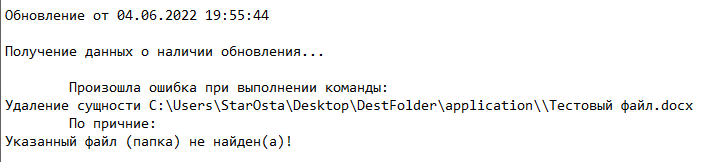 Обновление от 04.06.2022 19:55:44
Получение данных о наличии обновления...
Произошла ошибка при выполнении команды:
Удаление сущности C:\Users\StarOsta\Desktop\DestFolder\application\\Тестовый файл.docx
По причние:
Указанный файл (папка) не найден(а)!